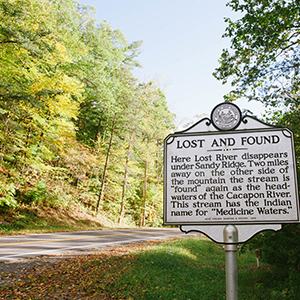 LOST AND FOUND
Here Lost River disappears
under Sandy Ridge. Two miles
away on the other side of
the mountain the stream is
"found" again as the head-
waters of the Cacapon River.
This stream has the Indian
name for "Medicine Waters."